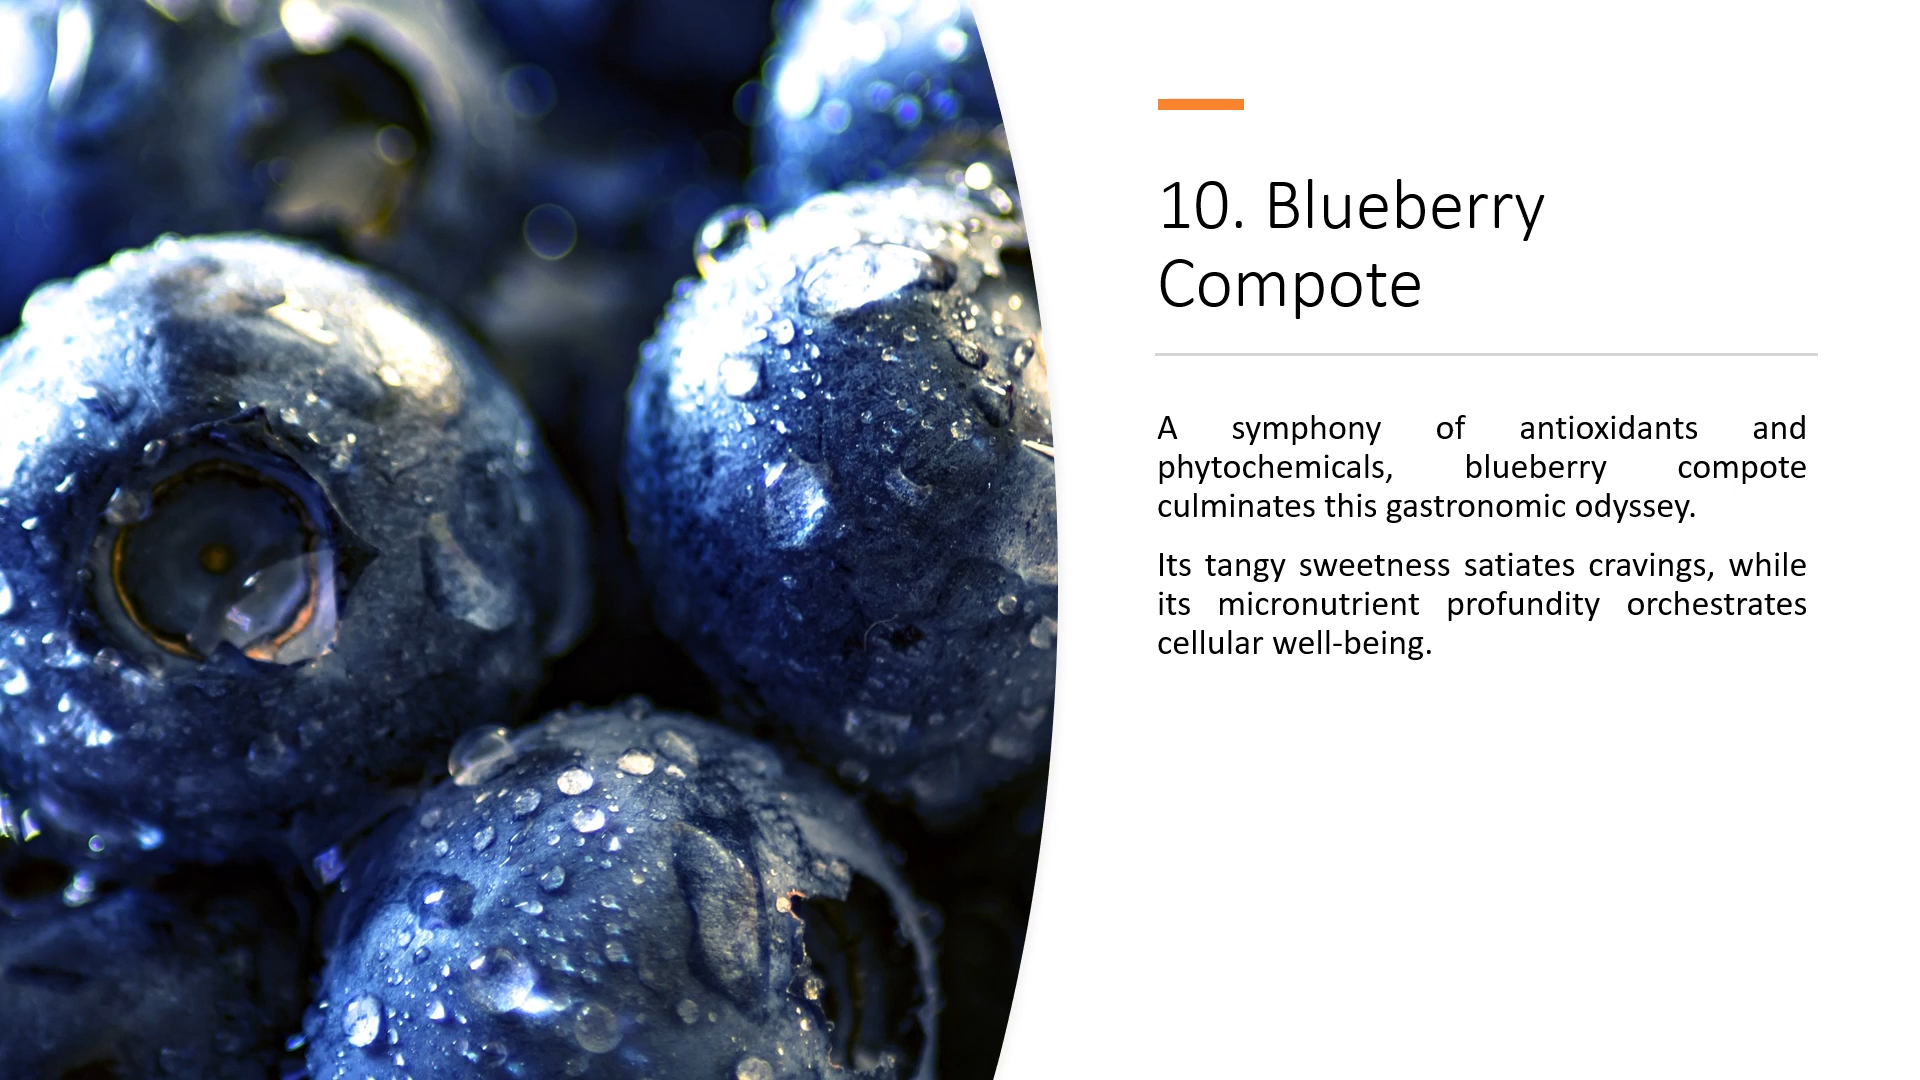 10. Blueberry
Compote
A symphony of antioxidants and
phytochemicals, blueberry compote
culminates this gastronomic odyssey.
Its tangy sweetness satiates cravings, while
its micronutrient profundity orchestrates
cellular well-being.